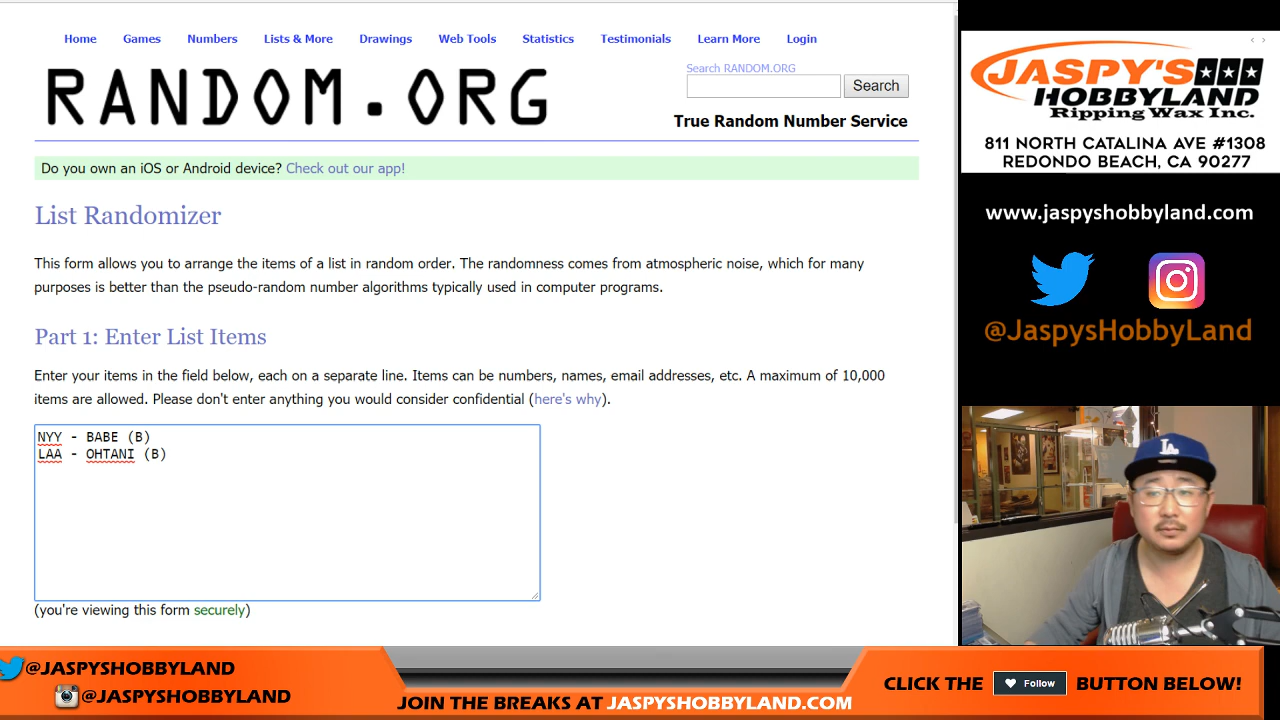 Home Games Numbers Lists & More Drawings Web Tools Statistics Testimonials Learn More Login
RANDOM.ORG
Search RANDOM.ORG
Search
True Random Number Service
Do you own an iOS or Android device? Check out our app!
List Randomizer
This form allows you to arrange the items of a list in random order. The randomness comes from atmospheric noise, which for many
purposes is better than the pseudo-random number algorithms typically used in computer programs.
Part 1: Enter List Items
Enter your items in the field below, each on a separate line. Items can be numbers, names, email addresses, etc. A maximum of 10,000
items are allowed. Please don't enter anything you would consider confidential (here's why).
NYY - BABE (B)
LAA - OHTANI (B)
(you're viewing this form securely)
JASPY'S
HOBBYLAND
Ripping Wax Inc.
811 NORTH CATALINA AVE #1308
REDONDO BEACH, CA 90277
www.jaspyshobbyland.com
@JaspysHobbyLand
LA
@JASPYSHOBBYLAND
@JASPYSHOBBYLAND
JOIN THE BREAKS AT JASPYSHOBBYLAND.COM
CLICK THE Follow BUTTON BELOW!